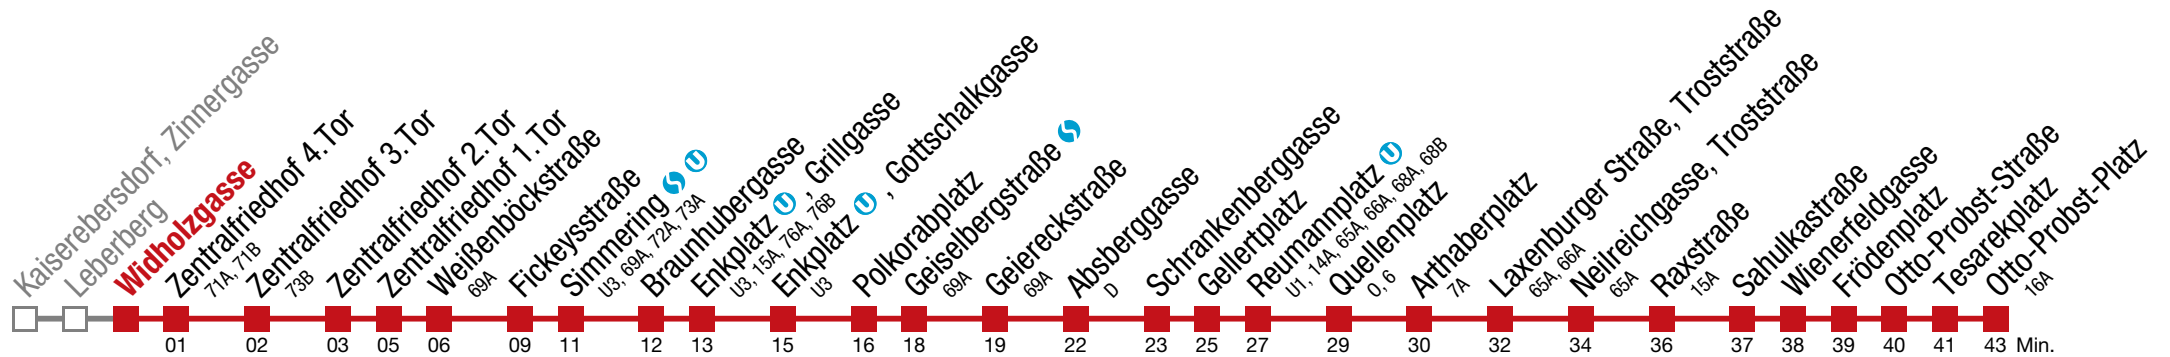 Kaiserebersdorf, Zinnergasse
Leberberg
Widholzgasse
Zentralfriedhof 4.Tor
71A, 71B
Zentralfriedhof 3.Tor
73B
Zentralfriedhof 2.Tor
Zentralfriedhof 1.Tor
Weißenböckstraße
69A
Fickeysstraße
Simmering S U
U3, 69A, 72A, 73A
Braunhubergasse
Enkplatz U , Grillgasse
U3, 15A, 76A, 76B
Enkplatz U , Gottschalkgasse
U3
Polkorabplatz
Geiselbergstraße S
69A
Geiereckstraße
69A
Absberggasse
D
Schrankenberggasse
Gellertplatz
Reumannplatz U
U1, 14A, 65A, 66A, 68A, 68B
Quellenplatz
O, 6
Arthaberplatz
7A
Laxenburger Straße, Troststraße
65A, 66A
Neilreichgasse, Troststraße
65A
Raxstraße
15A
Sahulkastraße
Wienerfeldgasse
Frödenplatz
Otto-Probst-Straße
Tesarekplatz
Otto-Probst-Platz
16A
01 02 03 05 06 09 11 12 13 15 16 18 19 22 23 25 27 29 30 32 34 36 37 38 39 40 41 43 Min.